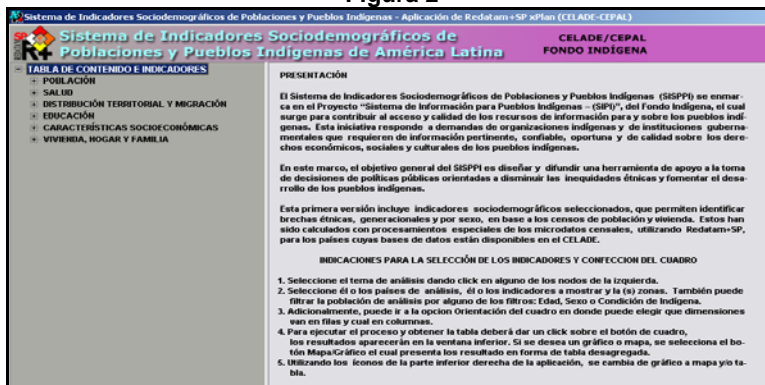 Figura 2
Sistema de Indicadores Sociodemográficos de Poblaciones y Pueblos Indígenas - Aplicación de Redatam+SP xPlan (CELADE-CEPAL)
Sistema de Indicadores Sociodemográficos de
Poblaciones y Pueblos Indígenas de América Latina
CELADE/CEPAL
FONDO INDÍGENA
R+
TABLA DE CONTENIDO E INDICADORES
POBLACIÓN
SALUD
DISTRIBUCIÓN TERRITORIAL Y MIGRACIÓN
EDUCACIÓN
CARACTERÍSTICAS SOCIOECONÓMICAS
VIVIENDA, HOGAR Y FAMILIA
PRESENTACIÓN
El Sistema de Indicadores Sociodemográficos de Poblaciones y Pueblos Indígenas (SISPPI) se enmar-
ca en el Proyecto "Sistema de Información para Pueblos Indígenas – (SIPI)", del Fondo Indígena, el cual
surge para contribuir al acceso y calidad de los recursos de información para y sobre los pueblos indí-
genas. Esta iniciativa responde a demandas de organizaciones indígenas y de instituciones guberna-
mentales que requieren de información pertinente, confiable, oportuna y de calidad sobre los dere-
chos económicos, sociales y culturales de los pueblos indígenas.
En este marco, el objetivo general del SISPPI es diseñar y difundir una herramienta de apoyo a la toma
de decisiones de políticas públicas orientadas a disminuir las inequidades étnicas y fomentar el desa-
rrollo de los pueblos indígenas.
Esta primera versión incluye indicadores sociodemográficos seleccionados, que permiten identificar
brechas étnicas, generacionales y por sexo, en base a los censos de población y vivienda. Estos han
sido calculados con procesamientos especiales de los microdatos censales, utilizando Redatam+SP,
para los países cuyas bases de datos están disponibles en el CELADE.
INDICACIONES PARA LA SELECCIÓN DE LOS INDICADORES Y CONFECCION DEL CUADRO
1. Seleccione el tema de análisis dando click en alguno de los nodos de la izquierda.
2. Seleccione él o los países de análisis, él o los indicadores a mostrar y la (s) zonas. También puede
filtrar la población de análisis por alguno de los filtros: Edad, Sexo o Condición de Indígena.
3. Adicionalmente, puede ir a la opcion Orientación del cuadro en donde puede elegir que dimensiones
van en filas y cual en columnas.
4. Para ejecutar el proceso y obtener la tabla deberá dar un click sobre el botón de cuadro,
los resultados aparecerán en la ventana inferior. Si se desea un gráfico o mapa, se selecciona el bo-
tón Mapa/Gráfico el cual presenta los resultado en forma de tabla desagregada.
5. Utilizando los íconos de la parte inferior derecha de la aplicación, se cambia de gráfico a mapa y/o ta-
bla.